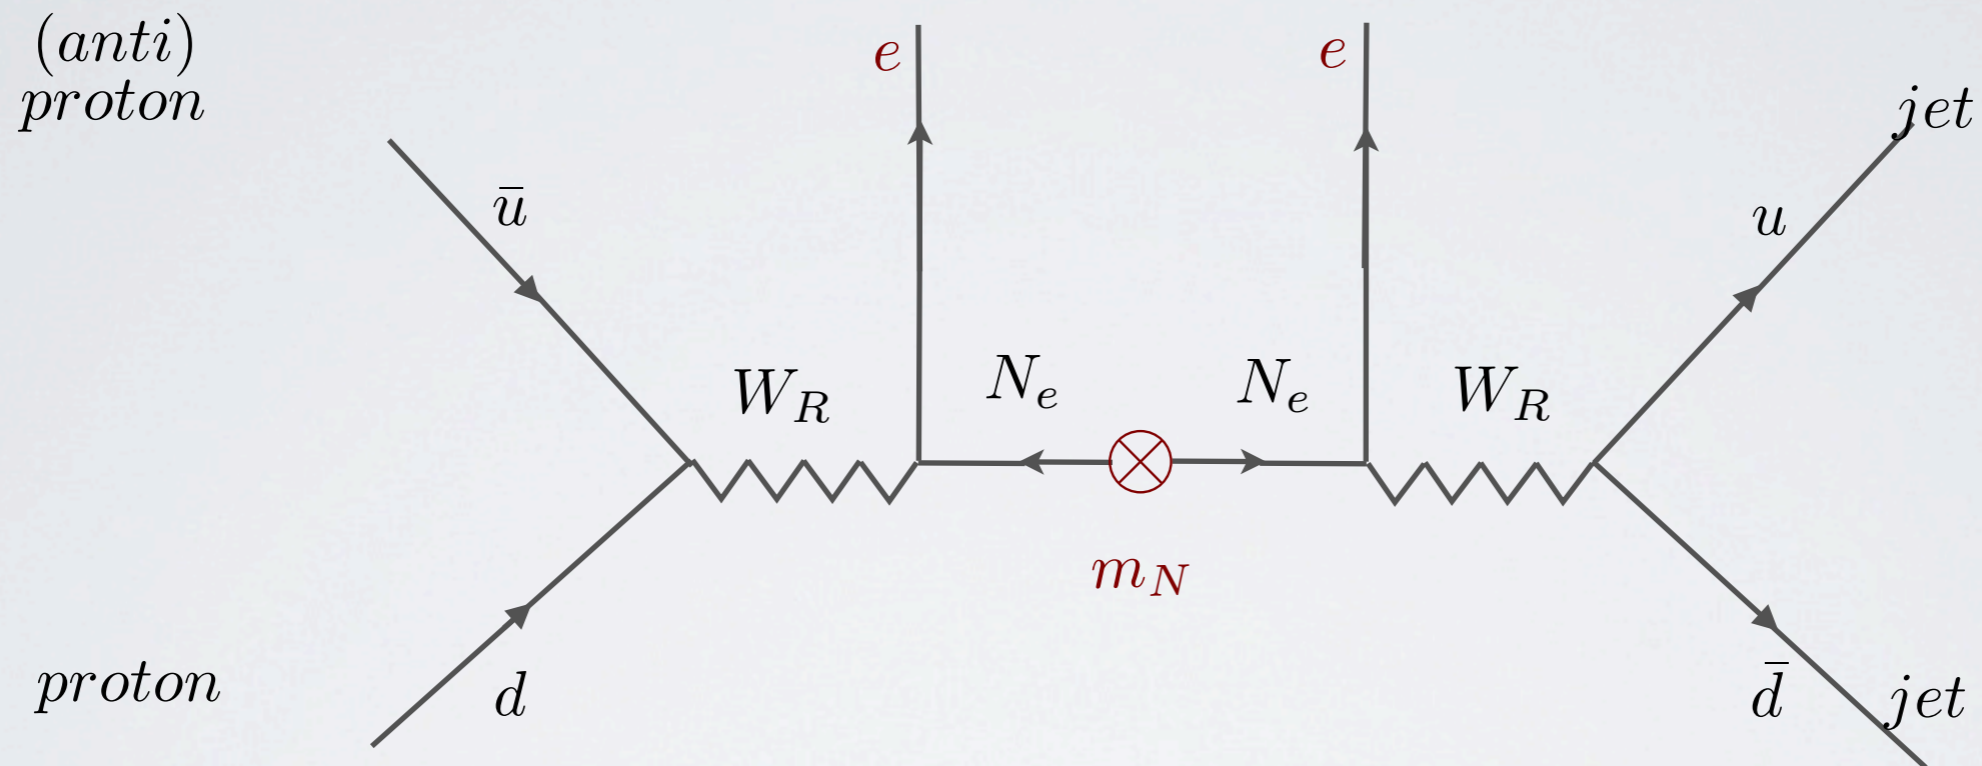 (anti)
proton
e
e
jet
ū
u
W_R
N_e
N_e
W_R
m_N
proton
d
d̄
jet